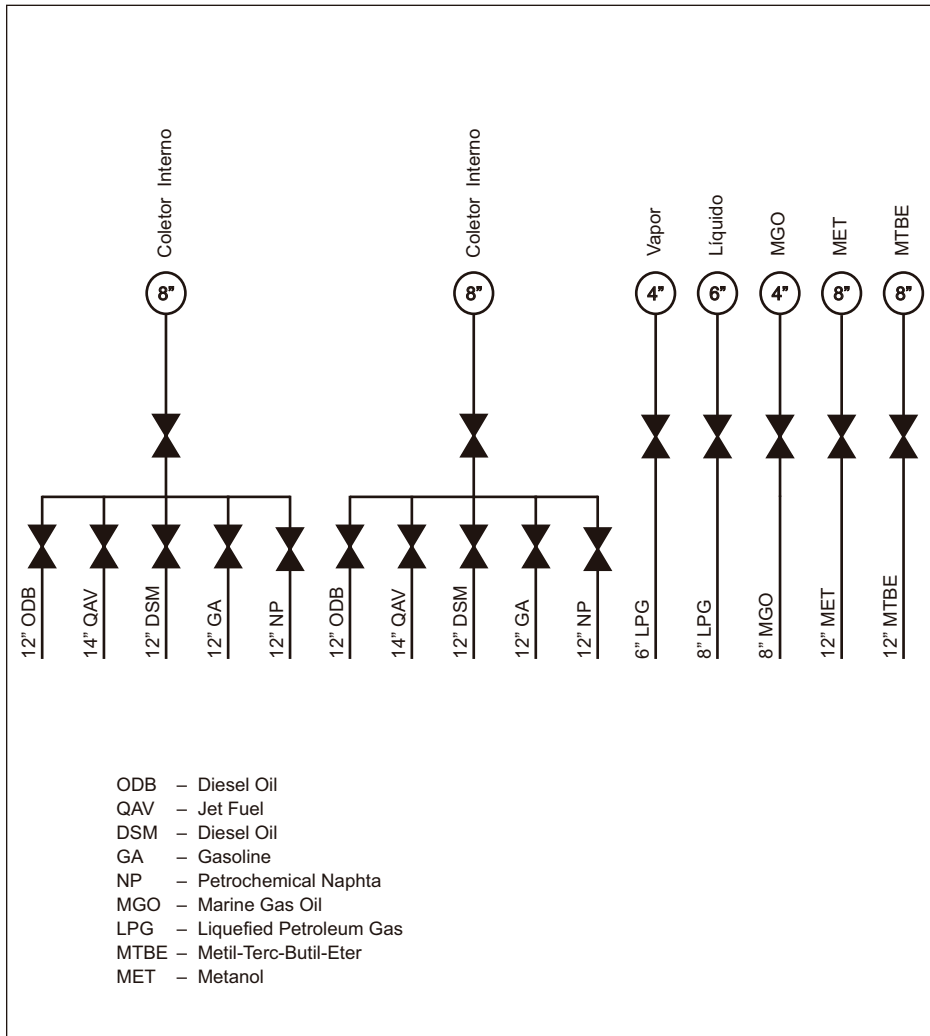 Coletor Interno
Coletor Interno
Vapor
Líquido
MGO
MET
MTBE
8”
8”
4”
6”
4”
8”
8”
12” ODB
14” QAV
12” DSM
12” GA
12” NP
12” ODB
14” QAV
12” DSM
12” GA
12” NP
6” LPG
8” LPG
8” MGO
12” MET
12” MTBE
ODB – Diesel Oil
QAV – Jet Fuel
DSM – Diesel Oil
GA – Gasoline
NP – Petrochemical Naphta
MGO – Marine Gas Oil
LPG – Liquefied Petroleum Gas
MTBE – Metil-Terc-Butil-Eter
MET – Metanol